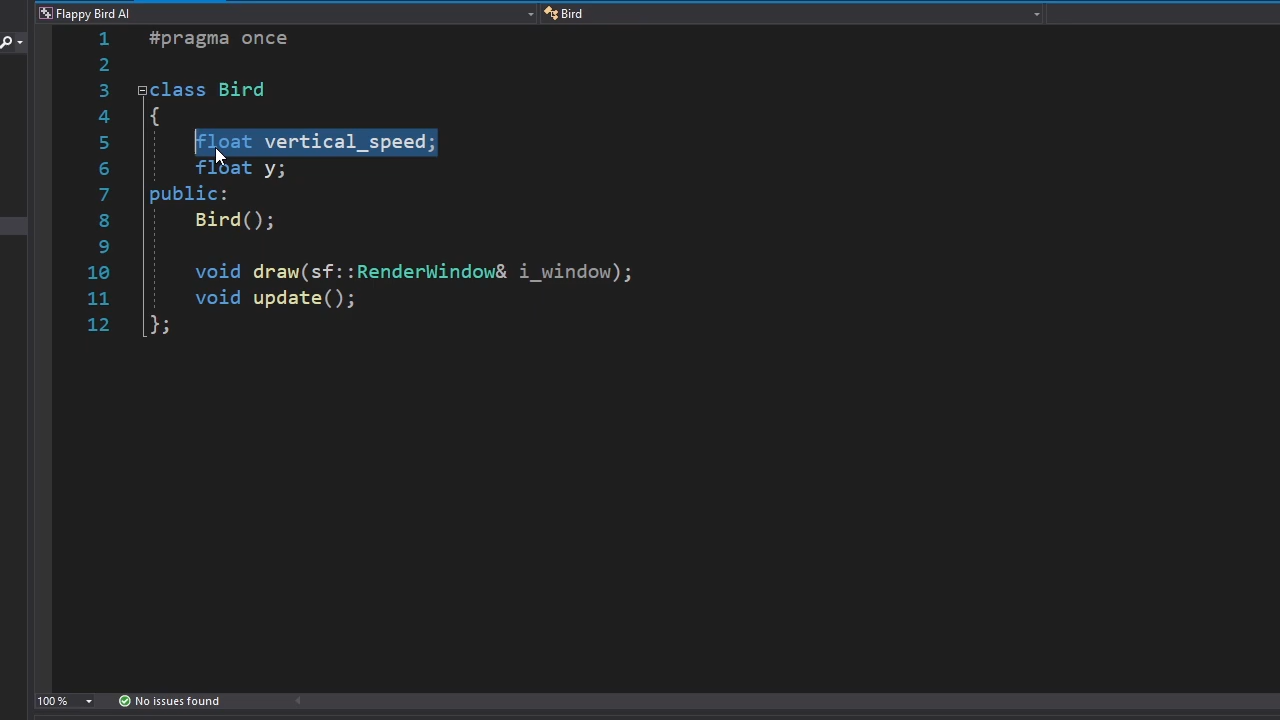 Flappy Bird AI
Bird
1 #pragma once
2
3 class Bird
4 {
5 float vertical_speed;
6 float y;
7 public:
8 Bird();
9
10 void draw(sf::RenderWindow& i_window);
11 void update();
12 };
100 %
No issues found